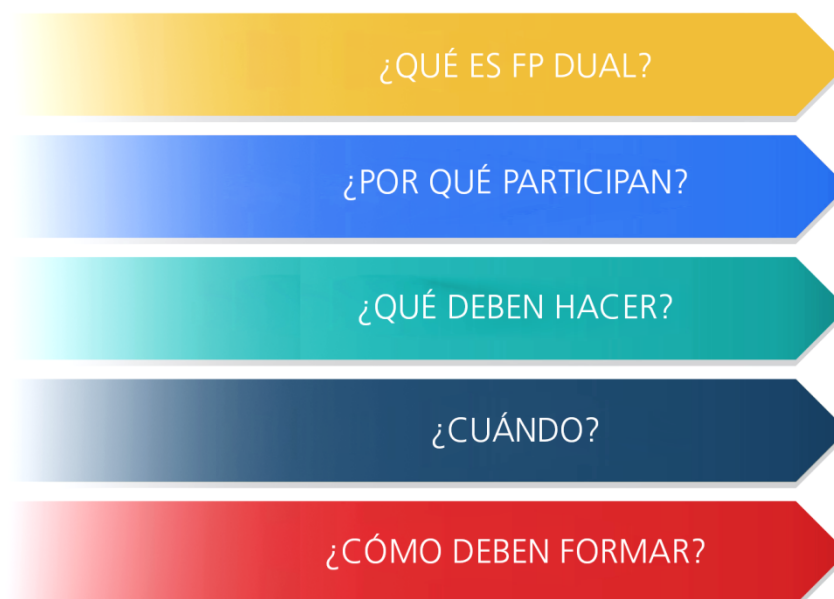 ¿QUÉ ES FP DUAL?
¿POR QUÉ PARTICIPAN?
¿QUÉ DEBEN HACER?
¿CUÁNDO?
¿CÓMO DEBEN FORMAR?